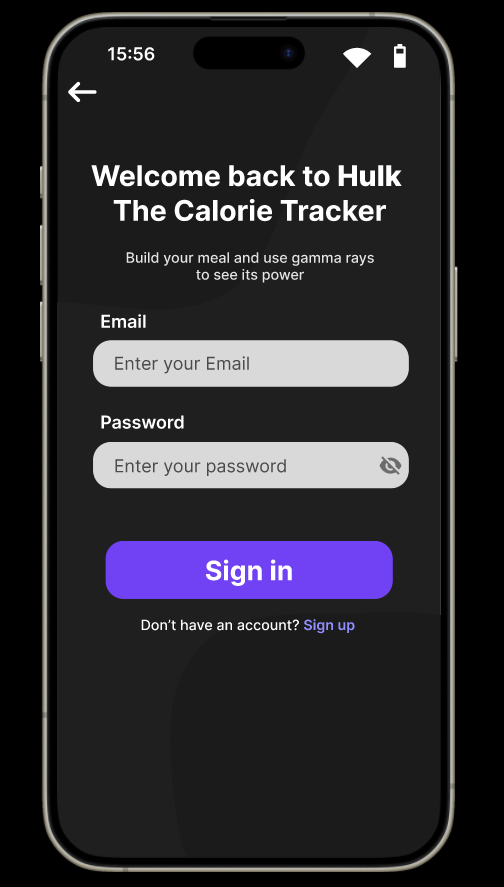 15:56
Welcome back to Hulk
The Calorie Tracker
Build your meal and use gamma rays
to see its power
Email
Enter your Email
Password
Enter your password
Sign in
Don’t have an account? Sign up